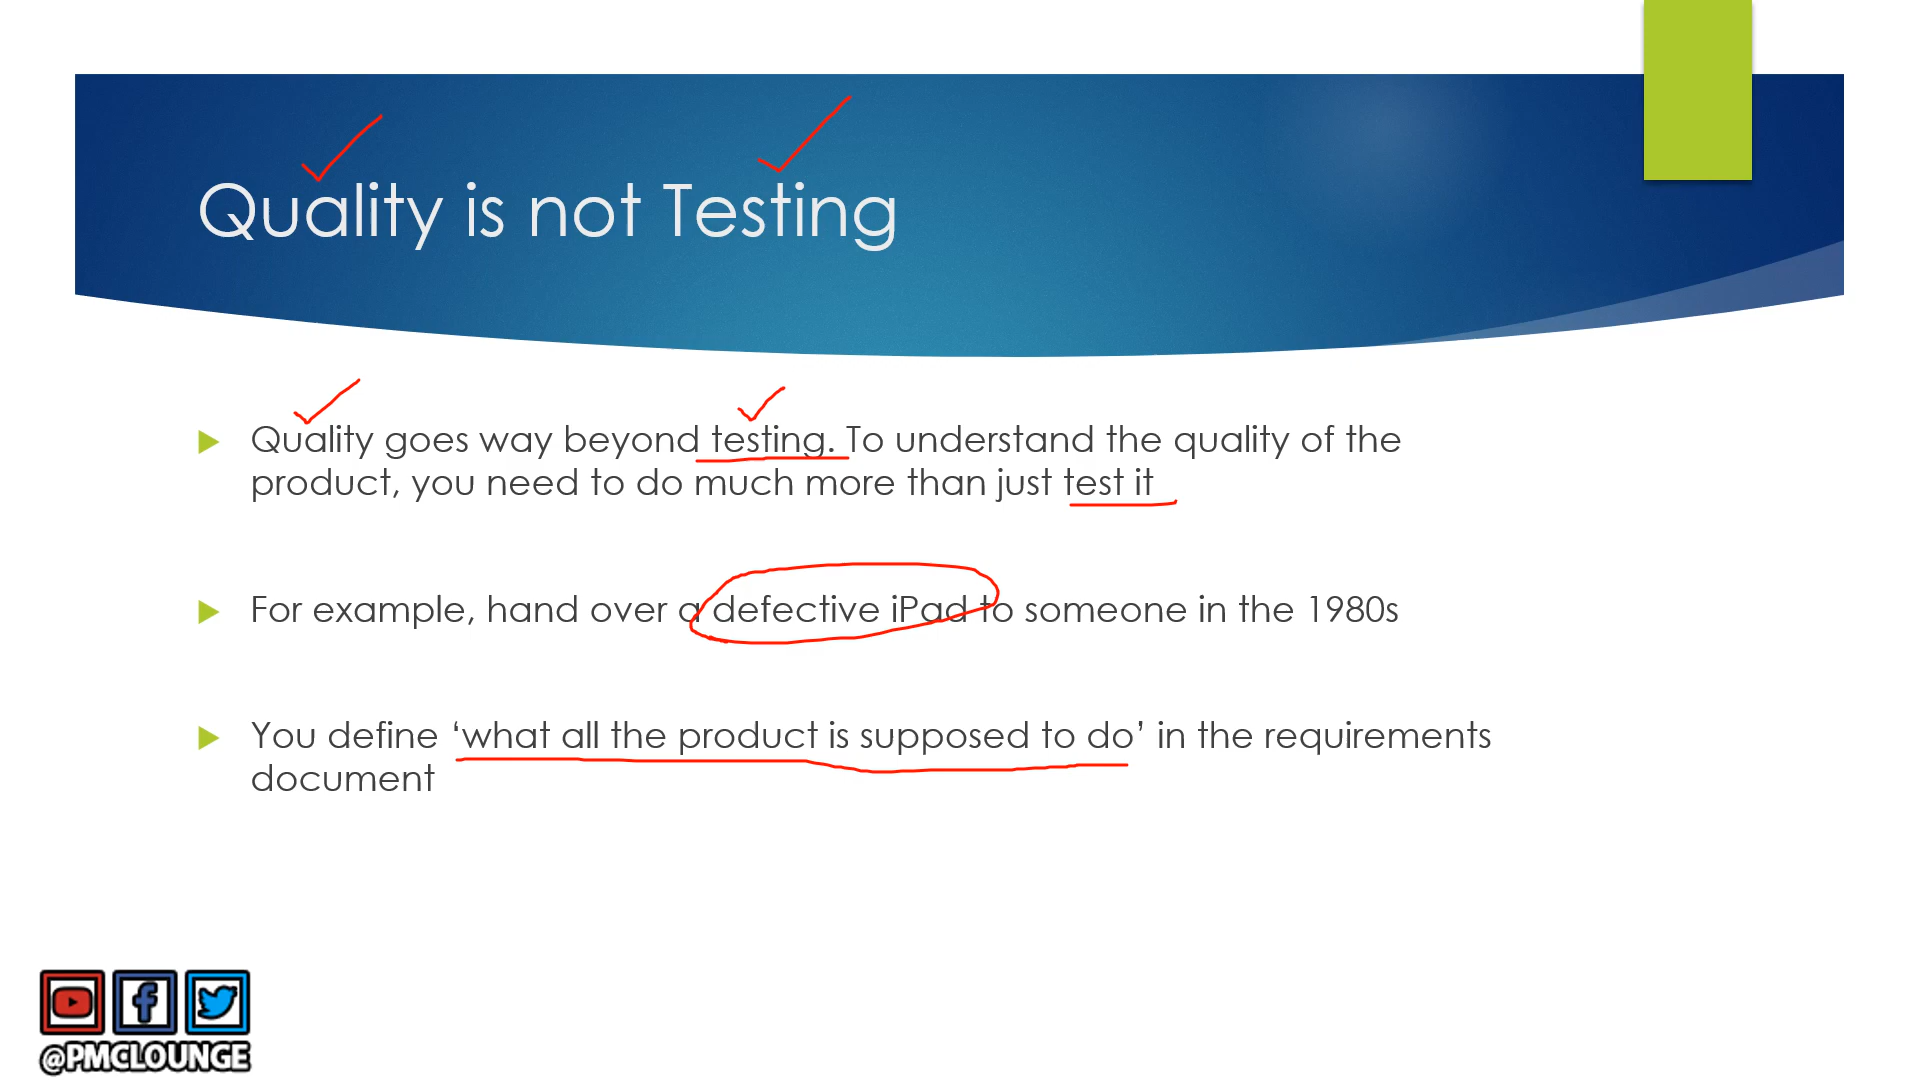 Quality is not Testing
Quality goes way beyond testing. To understand the quality of the
product, you need to do much more than just test it
For example, hand over a defective iPad to someone in the 1980s
You define ‘what all the product is supposed to do’ in the requirements
document
@PMCLOUNGE